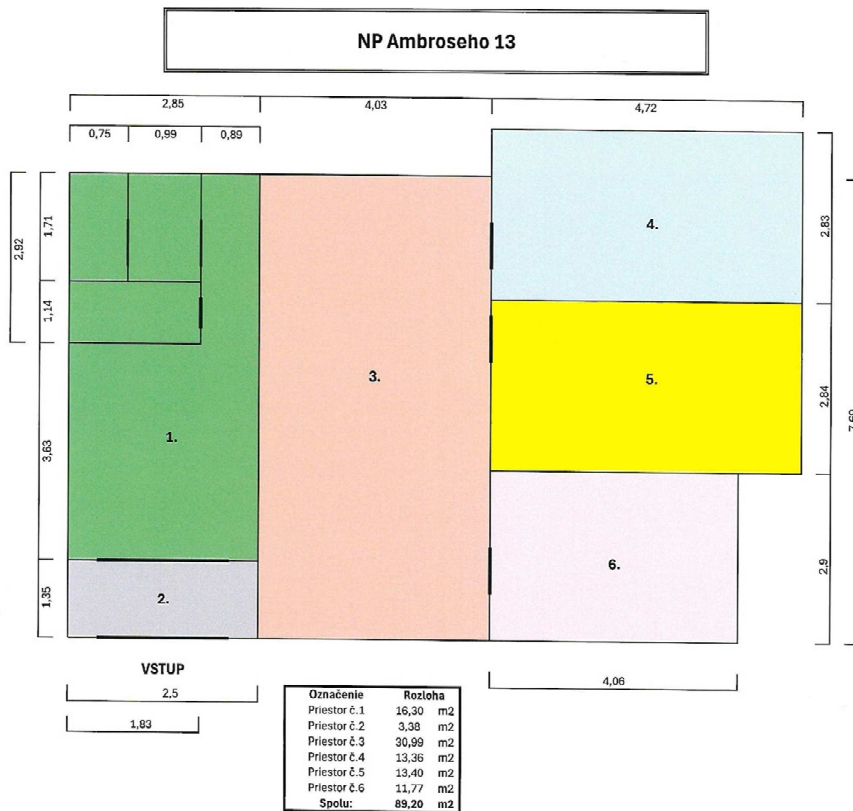 NP Ambroseho 13
2,85 4,03 4,72
0,75 0,99 0,89
2,92
1,71
1,14
3,63
1,35
2,83
2,84
2,9
7,69
1.
2.
3.
4.
5.
6.
VSTUP
2.5
1,83
4,06
Označenie Rozloha
Priestor č.1 16,30 m2
Priestor č.2 3,38 m2
Priestor č.3 30,99 m2
Priestor č.4 13,36 m2
Priestor č.5 13,40 m2
Priestor č.6 11,77 m2
Spolu: 89,20 m2